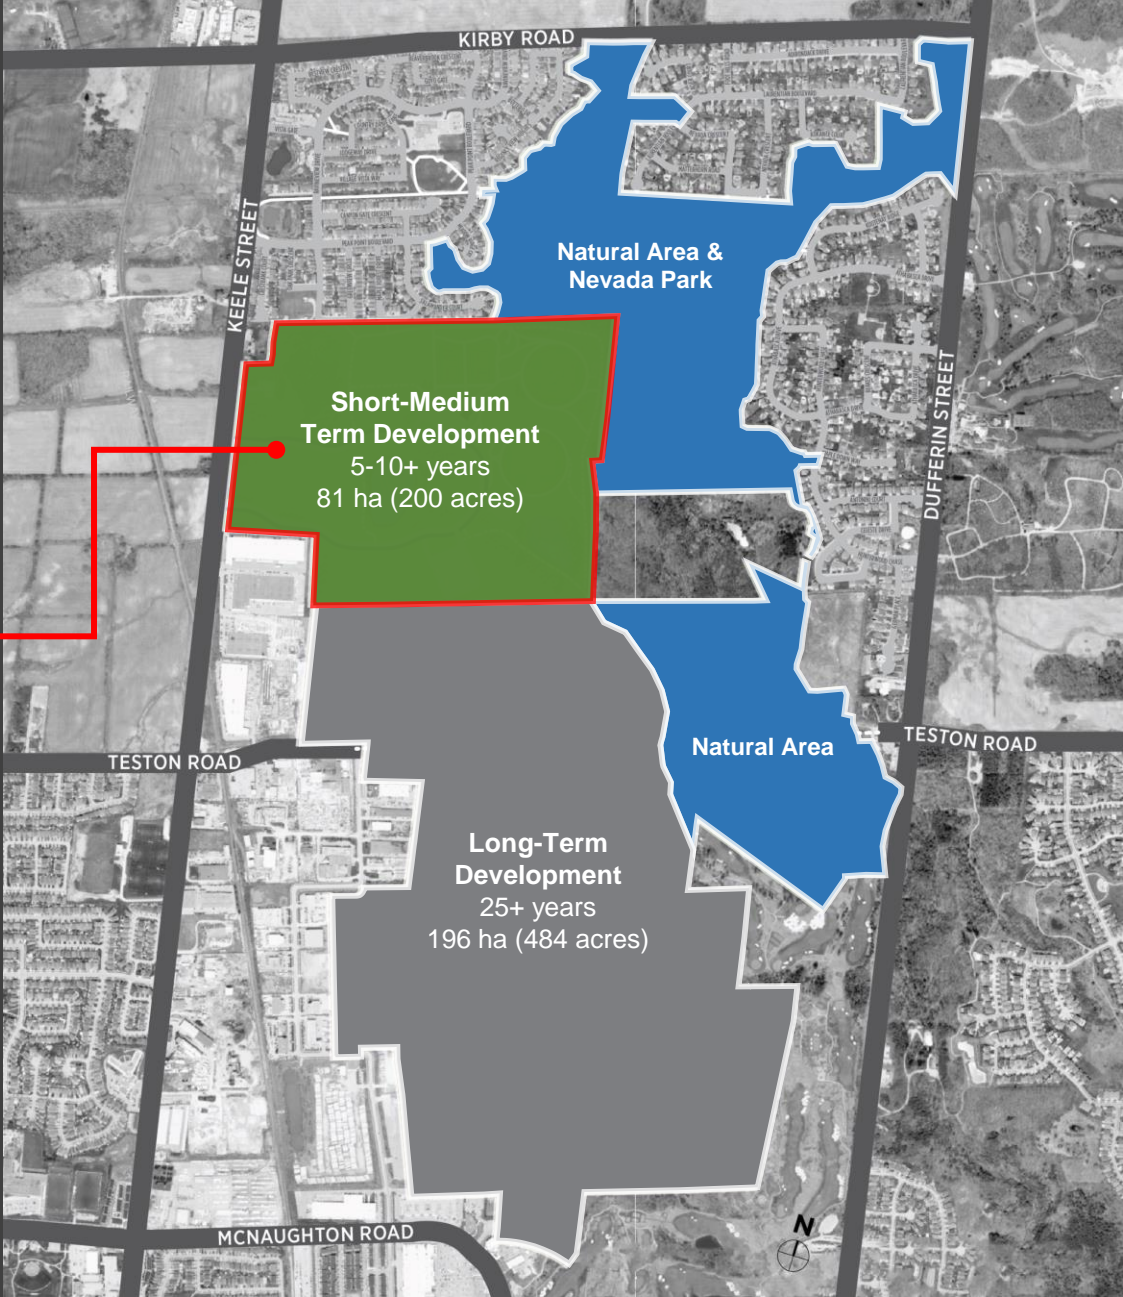 KIRBY ROAD
KEELE STREET
Natural Area &
Nevada Park
DUFFERIN STREET
Short-Medium
Term Development
5-10+ years
81 ha (200 acres)
TESTON ROAD
TESTON ROAD
Natural Area
Long-Term
Development
25+ years
196 ha (484 acres)
MCNAUGHTON ROAD
N